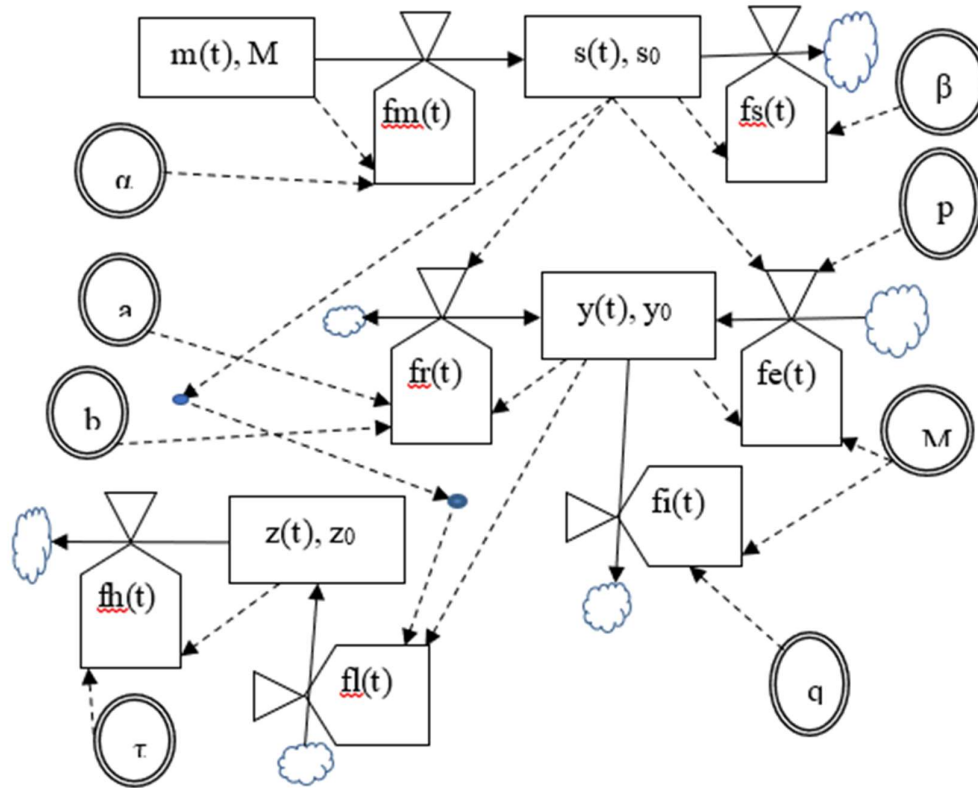 m(t), M
s(t), s0
fm(t)
fs(t)
β
α
p
a
y(t), y0
fr(t)
fe(t)
b
M
z(t), z0
fi(t)
fh(t)
fl(t)
q
τ